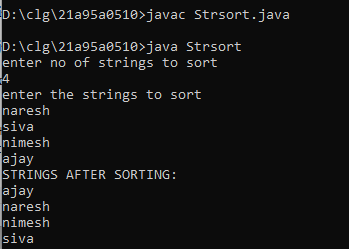 D:\clg\21a95a0510>javac Strsort.java
D:\clg\21a95a0510>java Strsort
enter no of strings to sort
4
enter the strings to sort
naresh
siva
nimesh
ajay
STRINGS AFTER SORTING:
ajay
naresh
nimesh
siva